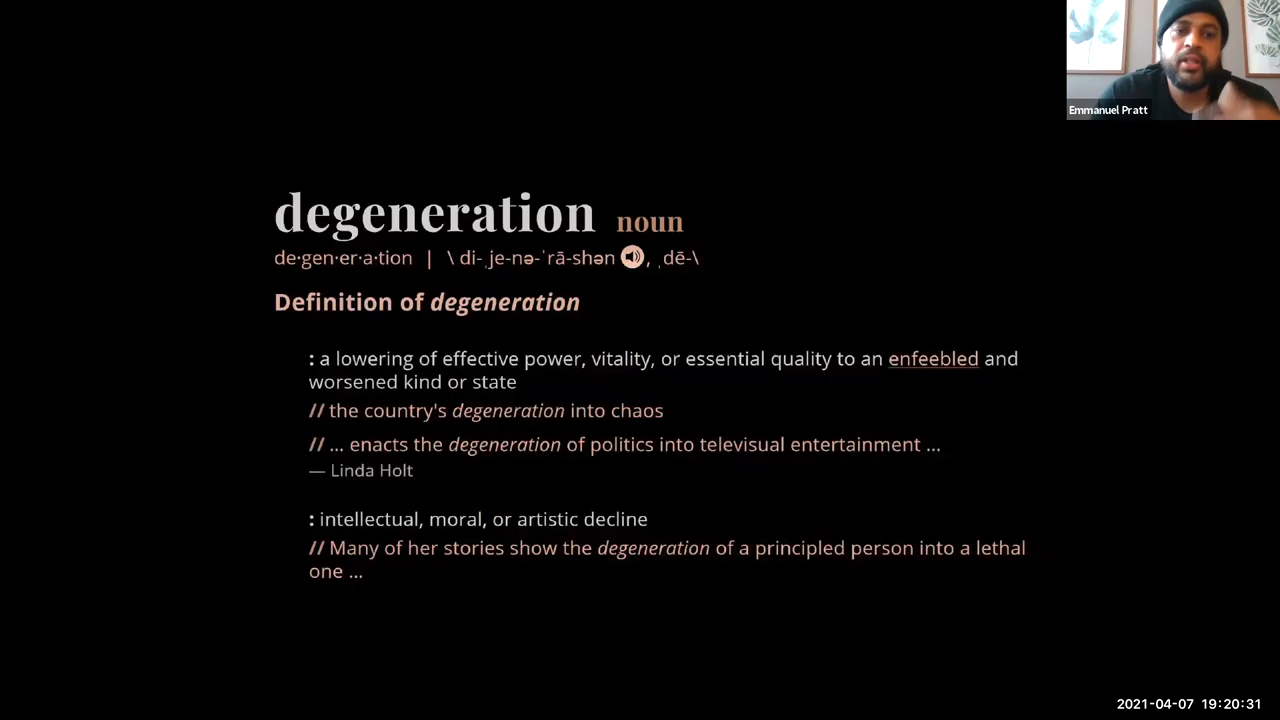 Emmanuel Pratt
degeneration noun
de·gen·er·a·tion | \ di-ˌje-nə-ˈrā-shən , ˌdē-\
Definition of degeneration
: a lowering of effective power, vitality, or essential quality to an enfeebled and
worsened kind or state
// the country's degeneration into chaos
// ... enacts the degeneration of politics into televisual entertainment ...
— Linda Holt
: intellectual, moral, or artistic decline
// Many of her stories show the degeneration of a principled person into a lethal
one ...
2021-04-07 19:20:31